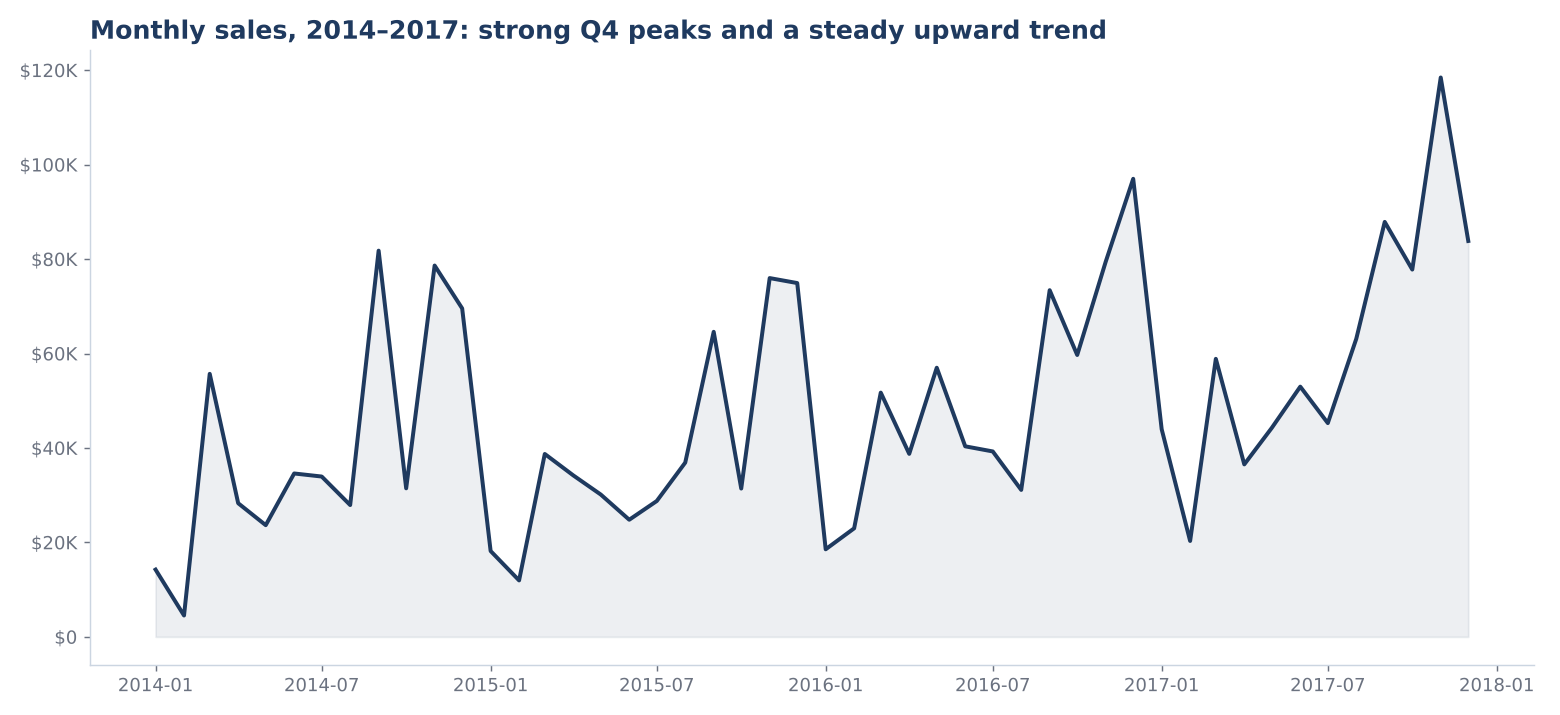 Monthly sales, 2014–2017: strong Q4 peaks and a steady upward trend
$120K
$100K
$80K
$60K
$40K
$20K
$0
2014-01 2014-07 2015-01 2015-07 2016-01 2016-07 2017-01 2017-07 2018-01